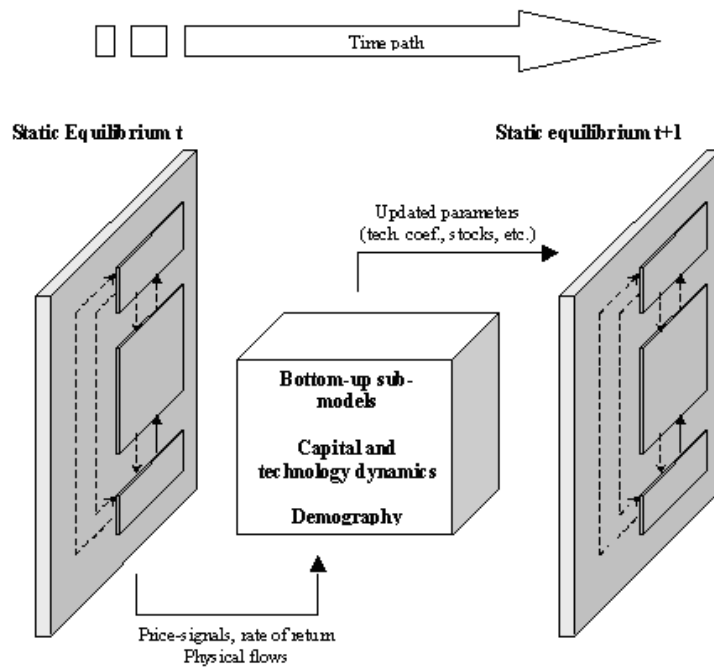 Time path
Static Equilibrium t
Static equilibrium t+1
Updated parameters
(tech. coef., stocks, etc.)
Bottom-up sub-
models
Capital and
technology dynamics
Demography
Price-signals, rate of return
Physical flows